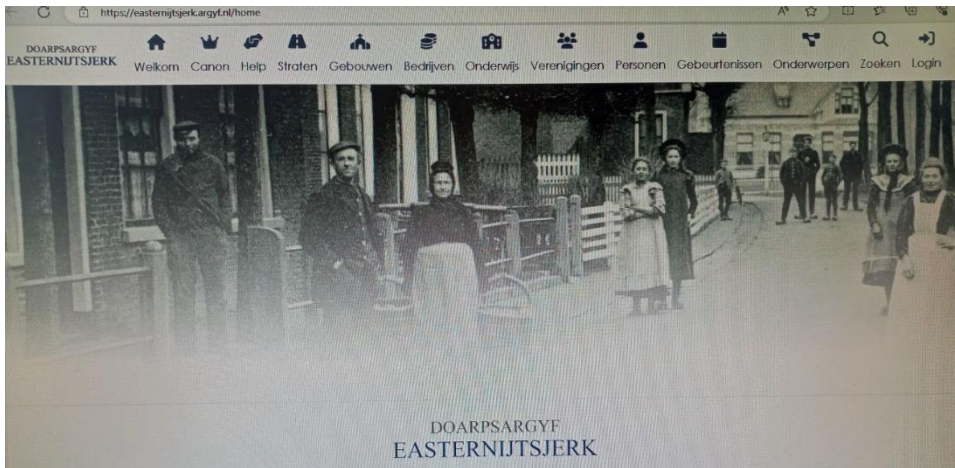 https://easternijtsjerk.argyf.nl/home
DOARPSARGYF
EASTERNIJTSJERK
Welkom Canon Help Straten Gebouwen Bedrijven Onderwijs Verenigingen Personen Gebeurtenissen Onderwerpen Zoeken Login
DOARPSARGYF
EASTERNIJTSJERK